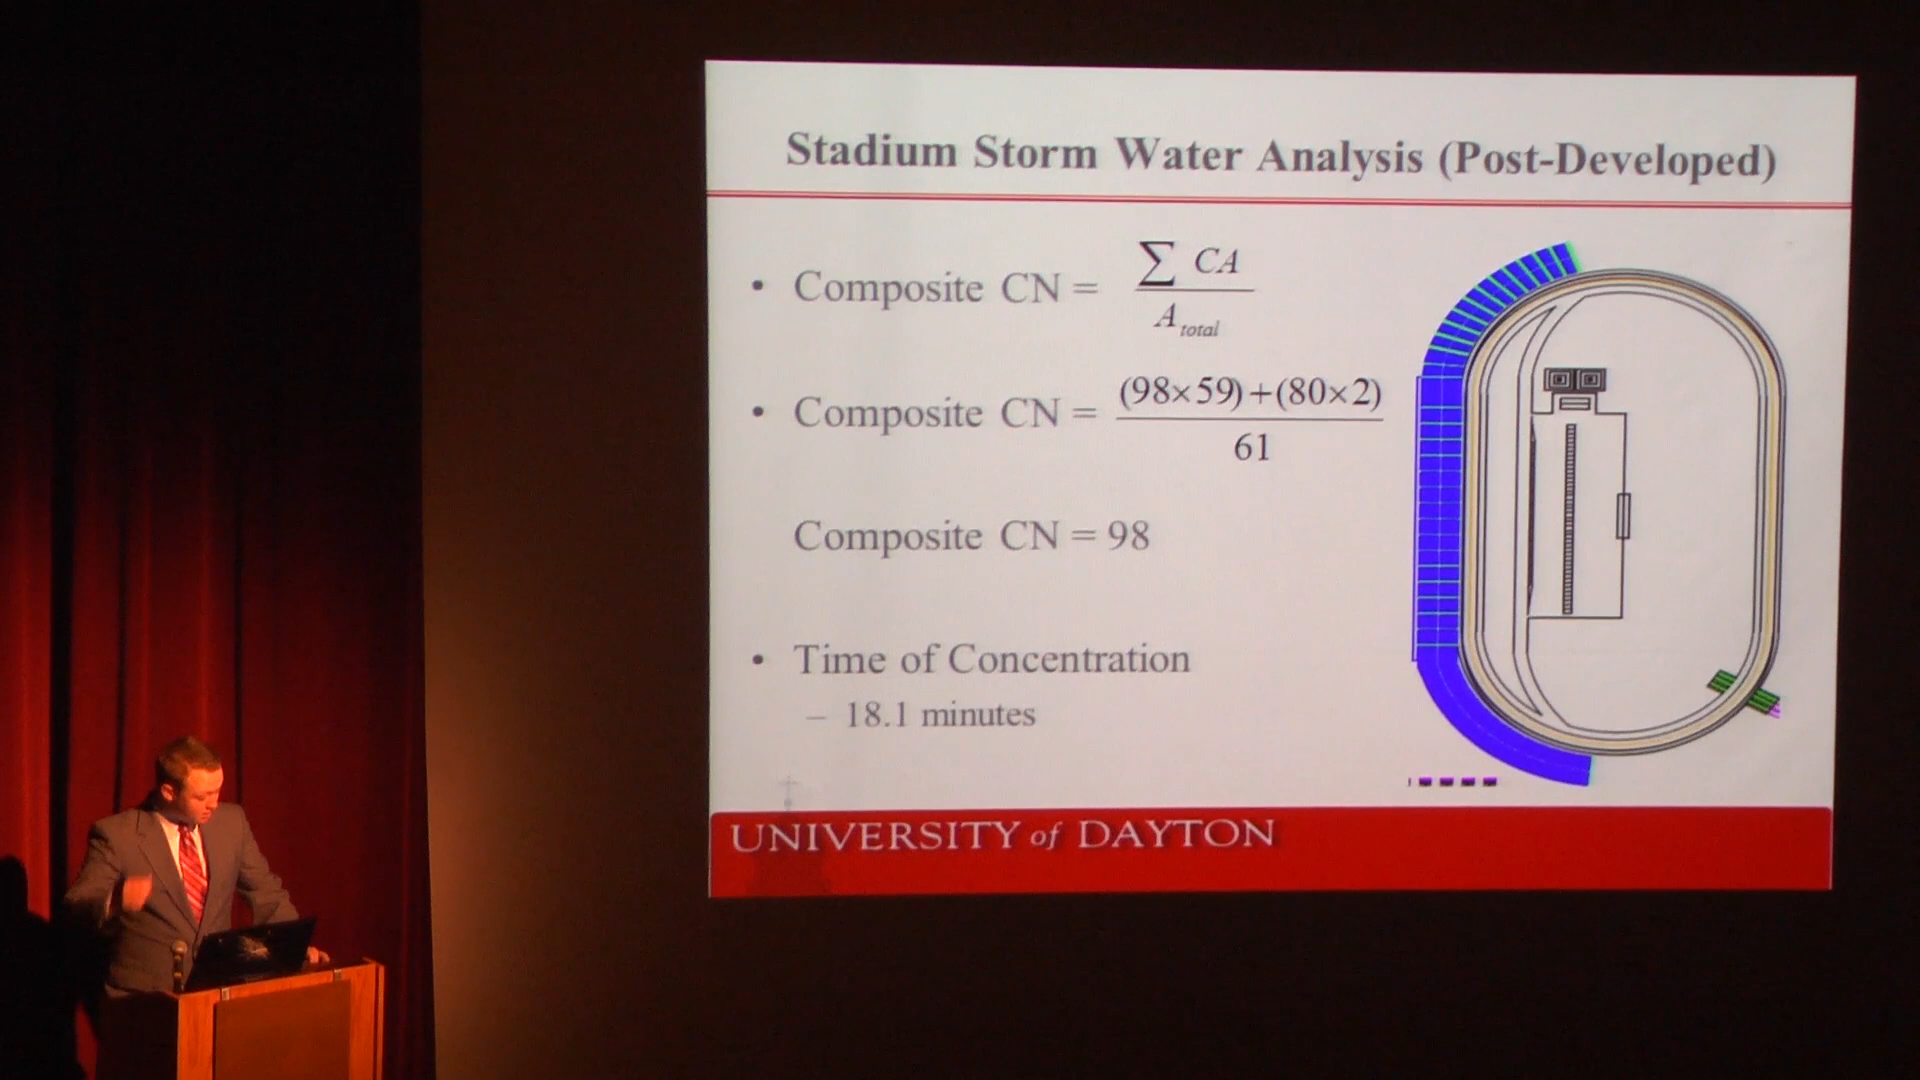 Stadium Storm Water Analysis (Post-Developed)
• Composite CN = ∑ CA / A total
• Composite CN = (98×59)+(80×2) / 61
Composite CN = 98
• Time of Concentration
– 18.1 minutes
UNIVERSITY of DAYTON